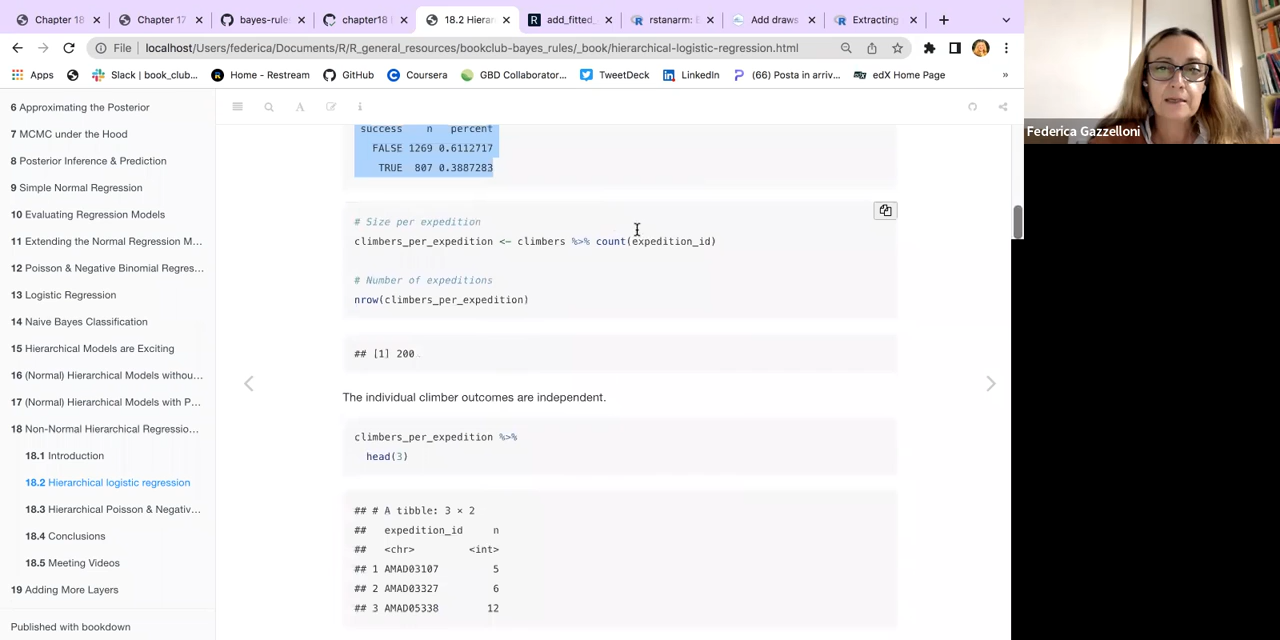 Chapter 18
Chapter 17
bayes-rule
chapter18
18.2 Hierar
add_fitted_
rstanarm: E
Add draws
Extracting
File
localhost/Users/federica/Documents/R/R_general_resources/bookclub-bayes_rules/_book/hierarchical-logistic-regression.html
Apps
Slack | book_club...
Home - Restream
GitHub
Coursera
GBD Collaborator...
TweetDeck
LinkedIn
(66) Posta in arriv...
edX Home Page
»
6 Approximating the Posterior
7 MCMC under the Hood
8 Posterior Inference & Prediction
9 Simple Normal Regression
10 Evaluating Regression Models
11 Extending the Normal Regression M...
12 Poisson & Negative Binomial Regres...
13 Logistic Regression
14 Naive Bayes Classification
15 Hierarchical Models are Exciting
16 (Normal) Hierarchical Models withou...
17 (Normal) Hierarchical Models with P...
18 Non-Normal Hierarchical Regressio...
18.1 Introduction
18.2 Hierarchical logistic regression
18.3 Hierarchical Poisson & Negativ...
18.4 Conclusions
18.5 Meeting Videos
19 Adding More Layers
Published with bookdown
success n percent
FALSE 1269 0.6112717
TRUE 807 0.3887283
# Size per expedition
climbers_per_expedition <- climbers %>% count(expedition_id)
# Number of expeditions
nrow(climbers_per_expedition)
## [1] 200
The individual climber outcomes are independent.
climbers_per_expedition %>%
head(3)
## # A tibble: 3 × 2
## expedition_id n
## <chr> <int>
## 1 AMAD03107 5
## 2 AMAD03327 6
## 3 AMAD05338 12
Federica Gazzelloni